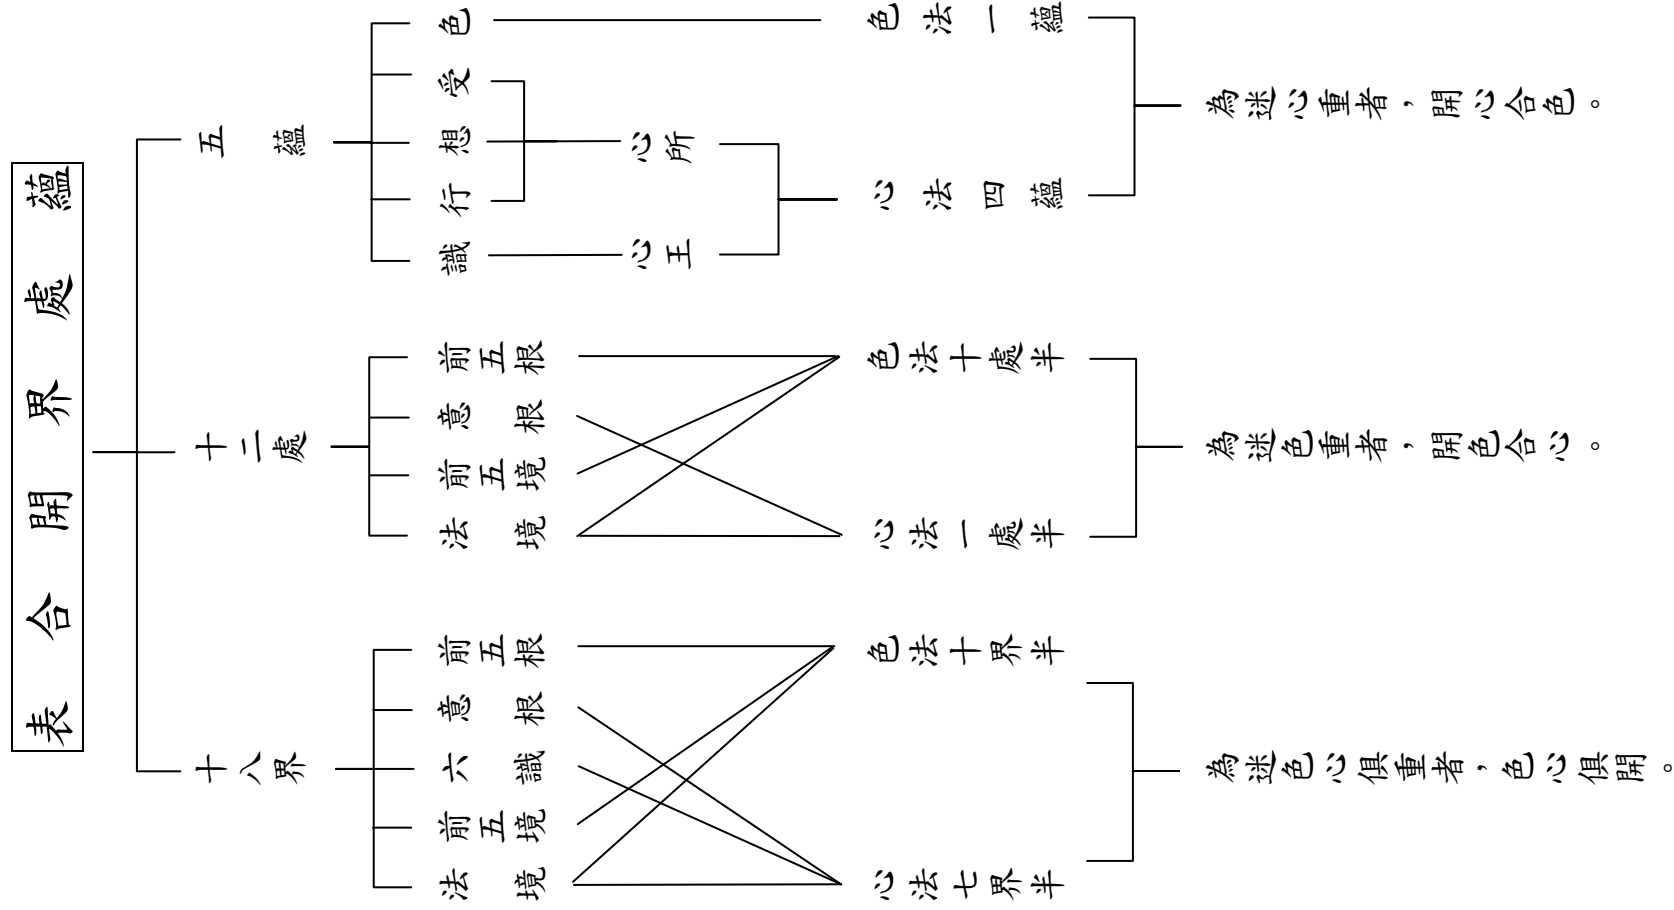 蘊處界開合表
五蘊
色
受
想
行
識
心所
心王
色法一蘊
心法四蘊
為迷心重者，開心合色。
十二處
前五根
意根
前五境
法境
色法十處半
心法一處半
為迷色重者，開色合心。
十八界
前五根
意根
六識
前五境
法境
色法十界半
心法七界半
為迷色心俱重者，色心俱開。